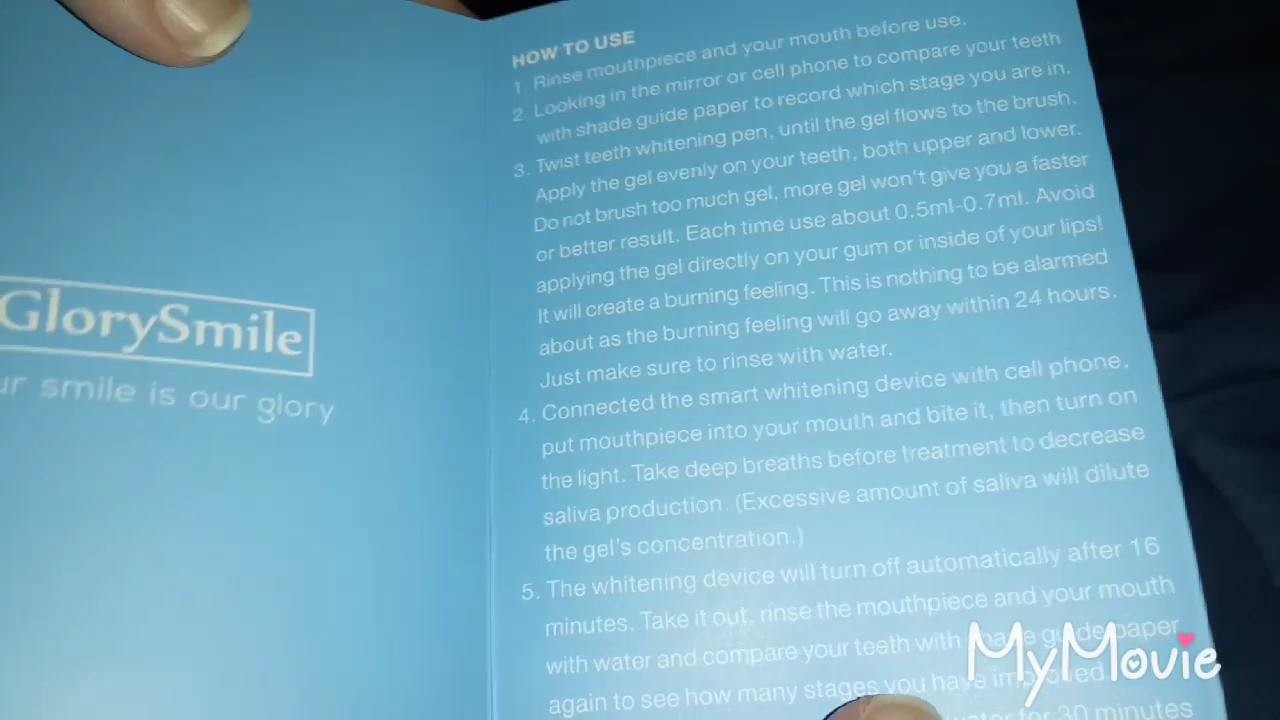 GlorySmile
ur smile is our glory
HOW TO USE
1. Rinse mouthpiece and your mouth before use.
2. Looking in the mirror or cell phone to compare your teeth
with shade guide paper to record which stage you are in.
3. Twist teeth whitening pen, until the gel flows to the brush.
Apply the gel evenly on your teeth, both upper and lower.
Do not brush too much gel, more gel won't give you a faster
or better result. Each time use about 0.5ml-0.7ml. Avoid
applying the gel directly on your gum or inside of your lips!
It will create a burning feeling. This is nothing to be alarmed
about as the burning feeling will go away within 24 hours.
Just make sure to rinse with water.
4. Connected the smart whitening device with cell phone,
put mouthpiece into your mouth and bite it, then turn on
the light. Take deep breaths before treatment to decrease
saliva production. (Excessive amount of saliva will dilute
the gel's concentration.)
5. The whitening device will turn off automatically after 16
minutes. Take it out, rinse the mouthpiece and your mouth
with water and compare your teeth with shade guide paper
again to see how many stages you have improved
water for 30 minutes
MyMovie